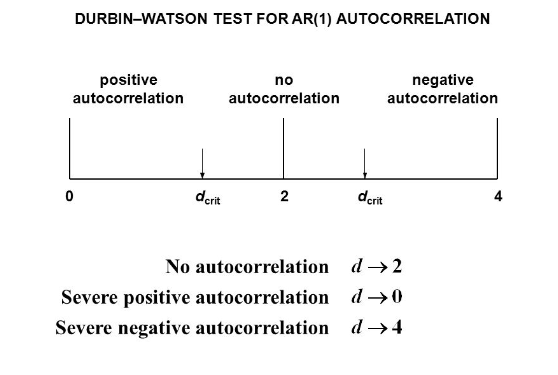 DURBIN–WATSON TEST FOR AR(1) AUTOCORRELATION
positive autocorrelation
no autocorrelation
negative autocorrelation
0 dcrit 2 dcrit 4
No autocorrelation d → 2
Severe positive autocorrelation d → 0
Severe negative autocorrelation d → 4